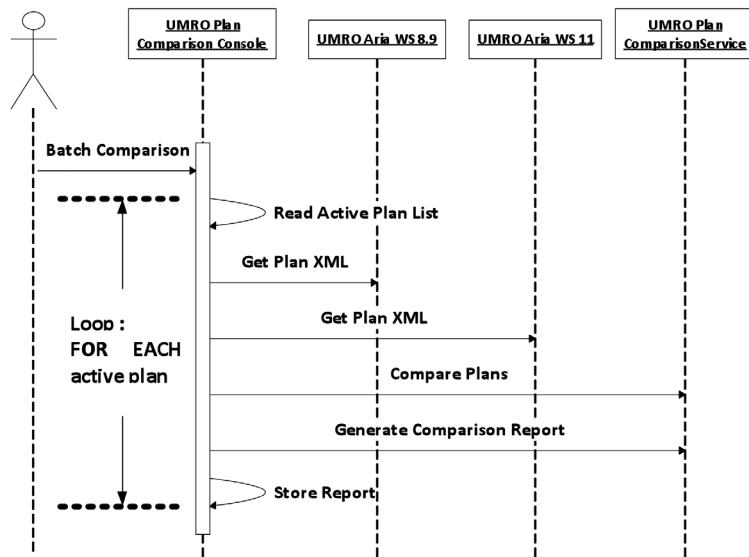 UMRO Plan
Comparison Console
UMRO Aria WS 8.9
UMRO Aria WS 11
UMRO Plan
ComparisonService
Batch Comparison
Read Active Plan List
Get Plan XML
Get Plan XML
Loop :
FOR EACH
active plan
Compare Plans
Generate Comparison Report
Store Report